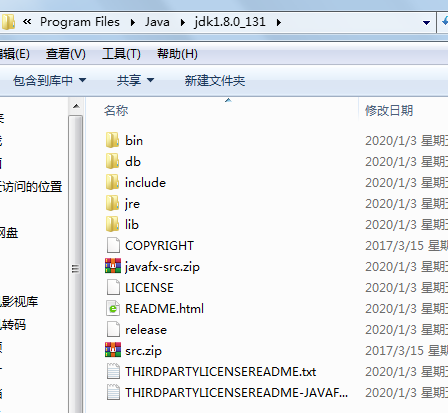 « Program Files ▸ Java ▸ jdk1.8.0_131 ▸
编辑(E) 查看(V) 工具(T) 帮助(H)
包含到库中 共享 新建文件夹
名称 修改日期
bin 2020/1/3 星期
db 2020/1/3 星期
include 2020/1/3 星期
jre 2020/1/3 星期
lib 2020/1/3 星期
COPYRIGHT 2017/3/15 星期
javafx-src.zip 2020/1/3 星期
LICENSE 2020/1/3 星期
README.html 2020/1/3 星期
release 2020/1/3 星期
src.zip 2017/3/15 星期
THIRDPARTYLICENSEREADME.txt 2020/1/3 星期
THIRDPARTYLICENSEREADME-JAVAF... 2020/1/3 星期
访问的位置
网盘
影视库
转码